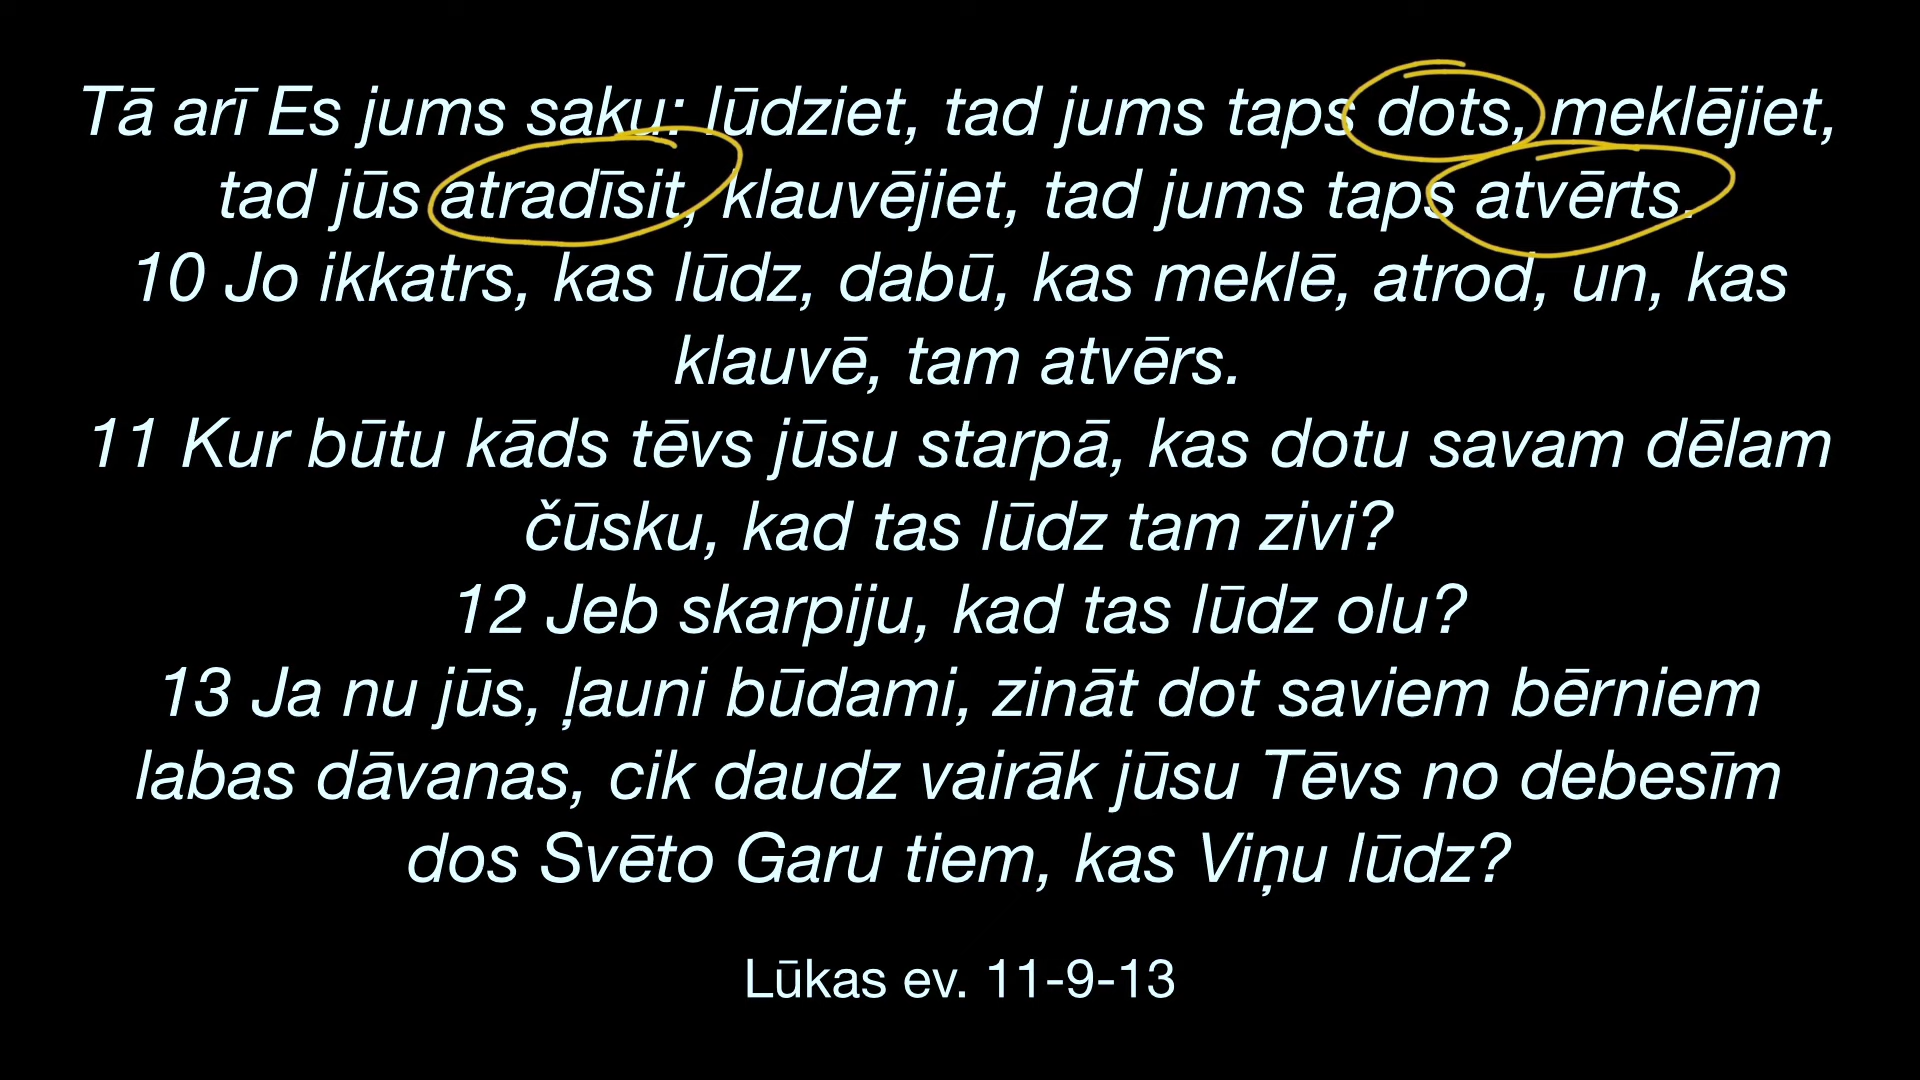 Tā arī Es jums saku: lūdziet, tad jums taps dots, meklējiet,
tad jūs atradīsit, klauvējiet, tad jums taps atvērts.
10 Jo ikkatrs, kas lūdz, dabū, kas meklē, atrod, un, kas
klauvē, tam atvērs.
11 Kur būtu kāds tēvs jūsu starpā, kas dotu savam dēlam
čūsku, kad tas lūdz tam zivi?
12 Jeb skarpiju, kad tas lūdz olu?
13 Ja nu jūs, ļauni būdami, zināt dot saviem bērniem
labas dāvanas, cik daudz vairāk jūsu Tēvs no debesīm
dos Svēto Garu tiem, kas Viņu lūdz?
Lūkas ev. 11-9-13